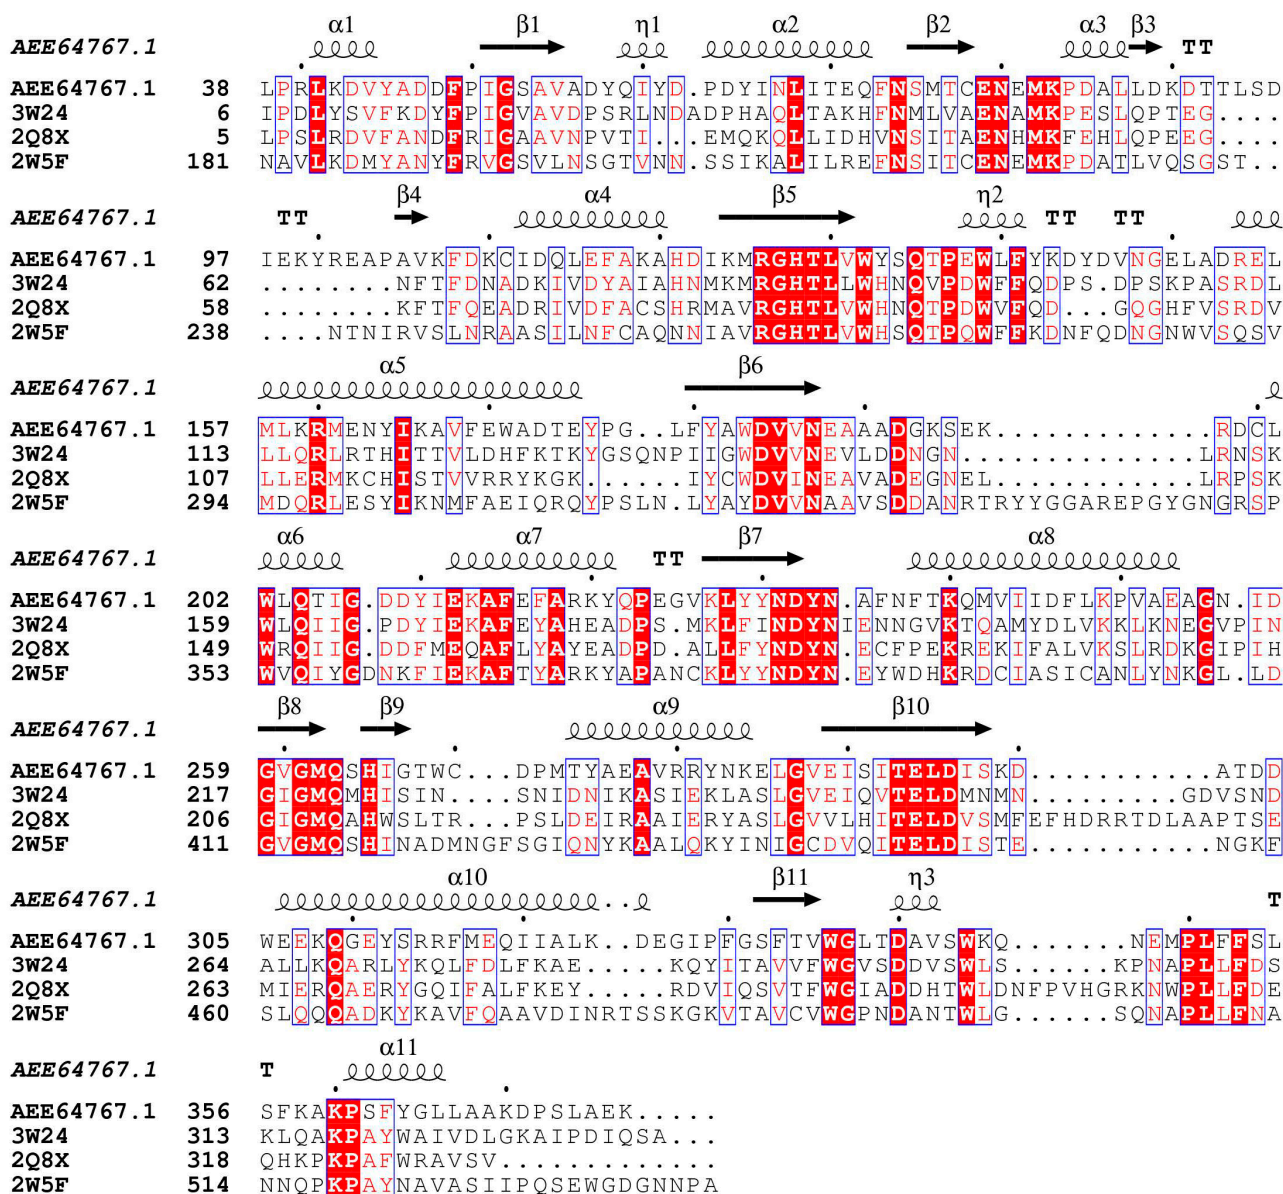 α1 β1 η1 α2 β2 α3 β3
AEE64767.1 TT
AEE64767.1 38 LPRLKDVYADDFPIGSAVADYQIYD.PDYINLITEQFNSMTCENEMKPDALLDKDTTLSD
3W24 6 IPDLYSVFKDYFPIGVAVDPSRLNDADPHAQLTAKHFNMLVAENAMKPESLQPTEG....
2Q8X 5 LPSLRDVFANDFRIGAAVNPVTI..EMQKQLLIDHVNSITAENHMKFEHLQPEEG....
2W5F 181 NAVLKDMYANYFRVGSVLNSGTVNN.SSIKALILREFNSITCENEMKPDATLVQSGST..
β4 α4 β5 η2
AEE64767.1 TT TT TT
AEE64767.1 97 IEKYREAPAVKFDKCIDQLEFAKAHDIKMRGHTLVWYSQTPEWLFYKDYDVNGELADREL
3W24 62 ........NFTFDNADKIVDYAIAHNMKMRGHTLLWHNQVPDWFFQDPS.DPSKPASRDL
2Q8X 58 ........KFTFQEADRIVDFACSHRMAVRGHTLVWHNQTPDWVFQD...GQGHFVSRDV
2W5F 238 ....NTNIRVSLNRAASILNFCAQNNIAVRGHTLVWHSQTPQWFFKDNFQDNGNWVSQSV
α5 β6
AEE64767.1
AEE64767.1 157 MLKRMENYIKAVFEWADTEYPG..LFYAWDVVNEAAADGKSEK.............RDCL
3W24 113 LLQRLRTHITTVLDHFKTKYGSQNPIIGWDVVNEVLDDNGN...............LRNSK
2Q8X 107 LLERMKCHISTVVRRYKGK.....IYCWDVINEAVADEGNEL..............LRPSK
2W5F 294 MDQRLESYIKNMFAEIQRQYPSLN.LYAYDVVNAAVSDDANRTRYYGGAREPGYGNGRSP
α6 α7 β7 α8
AEE64767.1 TT
AEE64767.1 202 WLQTIG.DDYIEKAFEFARKYQPEGVKLYYNDYN.AFNFTKQMVIIDFLKPVAEAGN.ID
3W24 159 WLQIIG.PDYIEKAFEYAHEADPS.MKLFINDYNIENNGVKTQAMYDLVKKLKNEGVPIN
2Q8X 149 WRQIIG.DDFMEQAFLYAYEADPD.ALLFYNDYN.ECFPEKREKIFALVKSLRDKGIPIH
2W5F 353 WVQIYGDNKFIEKAFTYARKYAPANCKLYYNDYN.EYWDHKRDCIASICANLYNKGL.LD
β8 β9 α9 β10
AEE64767.1
AEE64767.1 259 GVGMQSHIGTWC...DPMTYAEAVRRYNKELGVEISITELDISKD...........ATDD
3W24 217 GIGMQMHISIN....SNIDNIKASIEKLASLGVEIQVTELDMNMN.........GDVSND
2Q8X 206 GIGMQAHWSLTR...PSLDEIRAAIERYASLGVVLHITELDVSMFEFHDRRTDLAAPTSE
2W5F 411 GVGMQSHINADMNGFSGIQNYKAALQKYINIGCDVQITELDISTE...........NGKF
α10 β11 η3
AEE64767.1 T
AEE64767.1 305 WEEKQGEYSRRFMEQIIALK..DEGIPFGSFTVWGLTDAVSWKQ.......NEMPLFFSL
3W24 264 ALLKQARLYKQLFDLFKAE.....KQYITAVVFWGVSDDVSWLS.......KPNAPLLFDS
2Q8X 263 MIERQAERYGQIFALFKEY.....RDVIQSVTFWGIADDHTWLDNFPVHGRKNWPLLFDE
2W5F 460 SLQQQADKYKAVFQAAVDINRTSSKGKVTAVCVWGPNDANTWLG......SQNAPLLFNA
α11
AEE64767.1 T
AEE64767.1 356 SFKAKPSFYGLLAAKDPSLAEK.....
3W24 313 KLQAKPAYWAIVDLGKAIPDIQSA...
2Q8X 318 QHKPKPAFWRAVSV.............
2W5F 514 NNQPKPAYNAVASIIPQSEWGDGNNPA